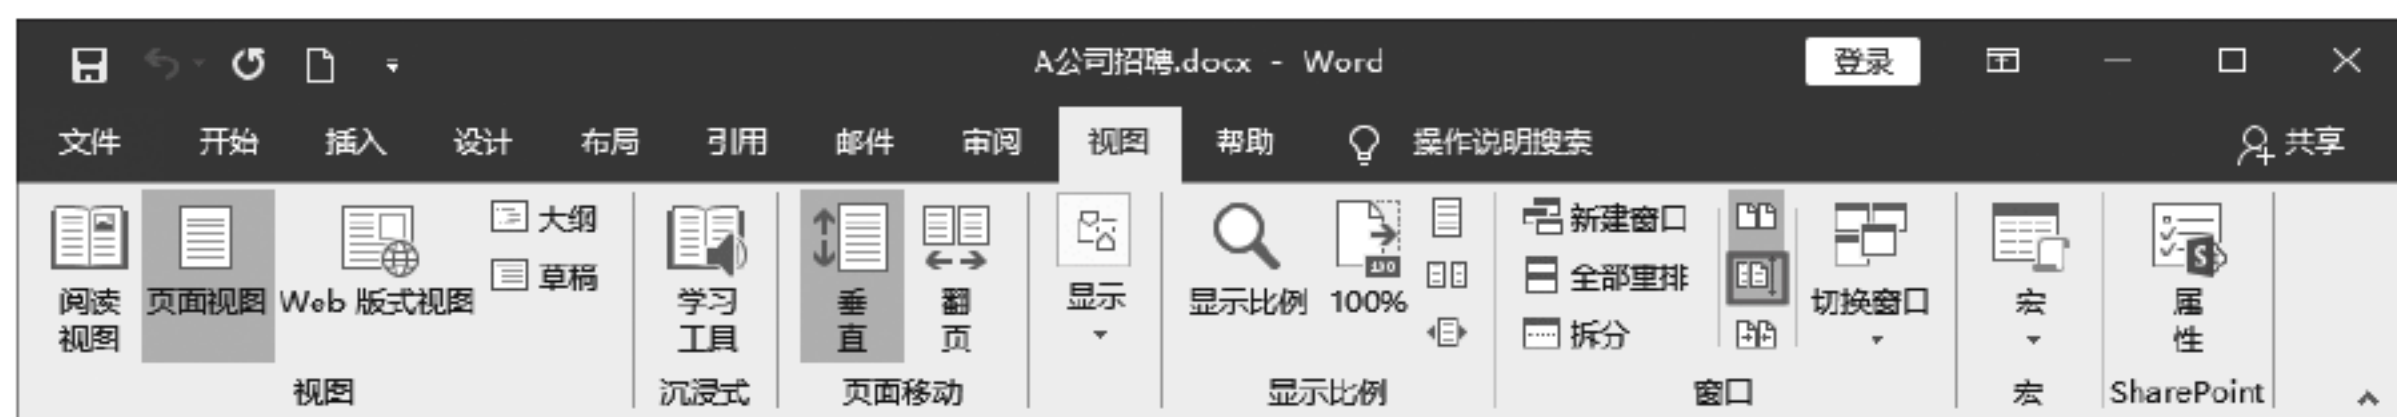 A公司招聘.docx - Word
登录
文件 开始 插入 设计 布局 引用 邮件 审阅 视图 帮助 操作说明搜索 共享
阅读
视图
页面视图
Web 版式视图
大纲
草稿
视图
学习
工具
沉浸式
垂
直
翻
页
页面移动
显示
显示比例
100%
100
显示比例
新建窗口
全部重排
拆分
切换窗口
窗口
宏
宏
S
属
性
SharePoint